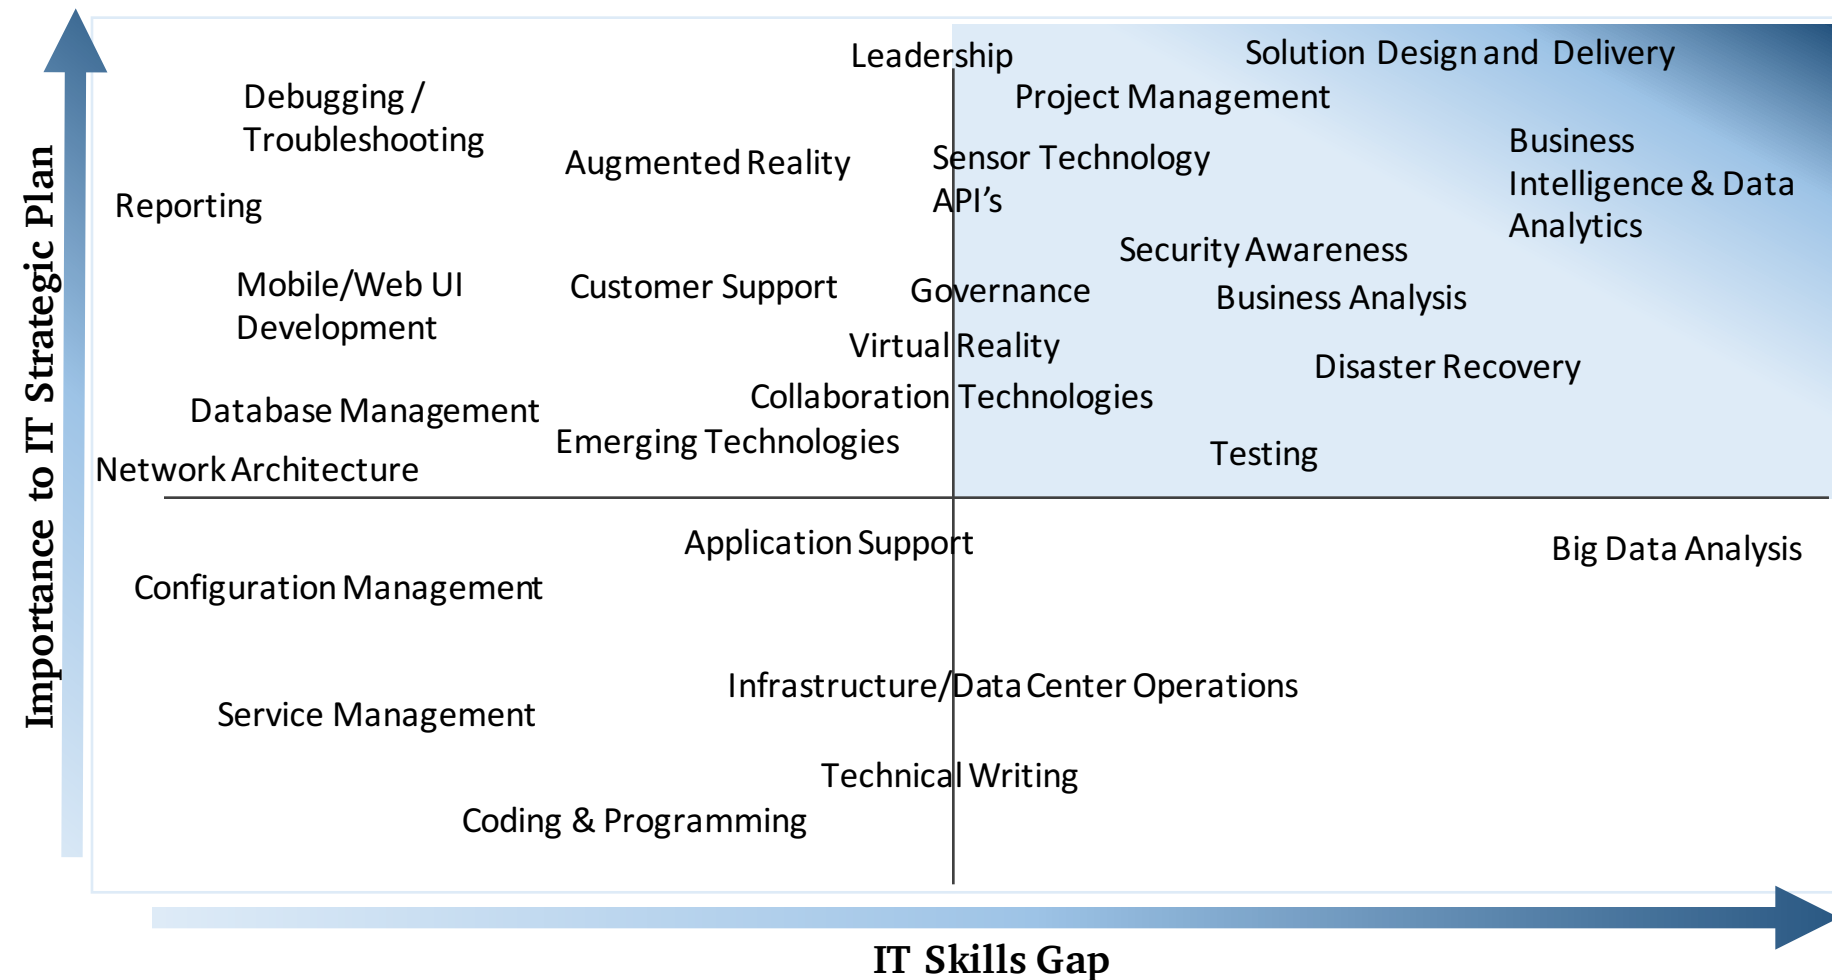 Importance to IT Strategic Plan
Leadership
Solution Design and Delivery
Debugging /
Troubleshooting
Project Management
Augmented Reality
Sensor Technology
API’s
Business
Intelligence & Data
Analytics
Reporting
Security Awareness
Mobile/Web UI
Development
Customer Support
Governance
Business Analysis
Virtual Reality
Disaster Recovery
Database Management
Collaboration Technologies
Emerging Technologies
Testing
Network Architecture
Application Support
Big Data Analysis
Configuration Management
Infrastructure/Data Center Operations
Service Management
Technical Writing
Coding & Programming
IT Skills Gap